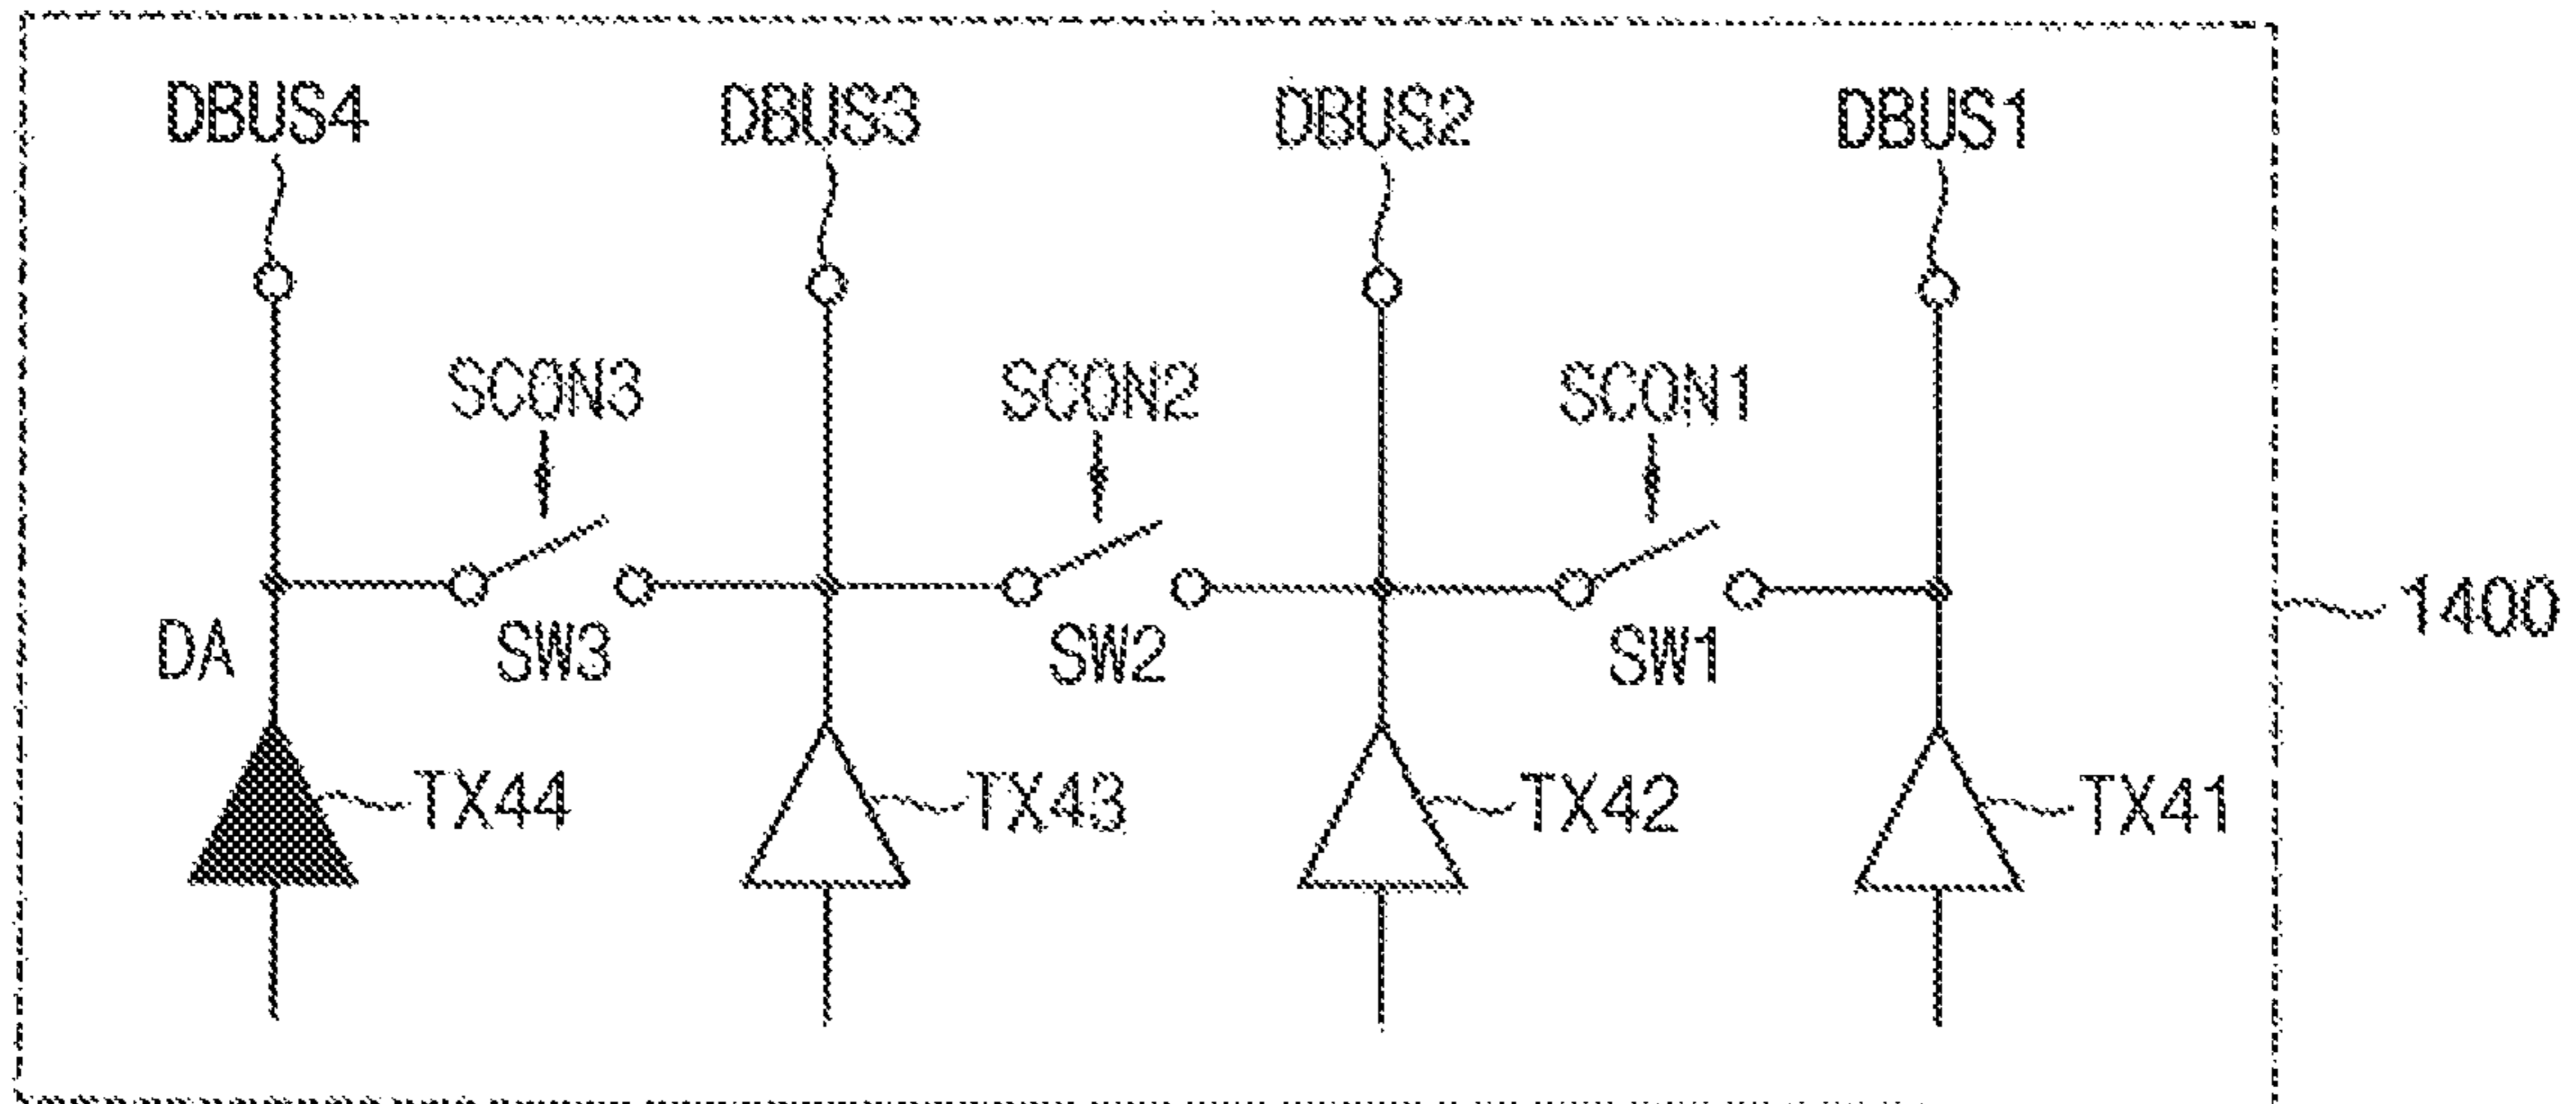 DBUS4 DBUS3 DBUS2 DBUS1
SCON3 SCON2 SCON1
DA SW3 SW2 SW1 1400
TX44 TX43 TX42 TX41